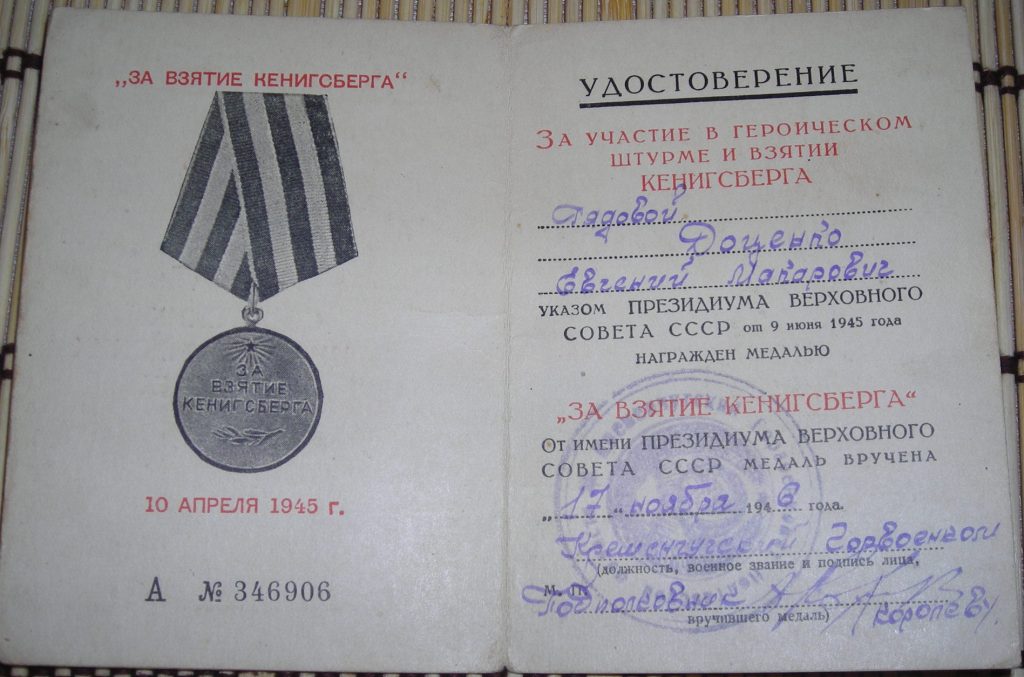 „ЗА ВЗЯТИЕ КЕНИГСБЕРГА“
ЗА
ВЗЯТИЕ
КЕНИГСБЕРГА
10 АПРЕЛЯ 1945 г.
А № 346906
УДОСТОВЕРЕНИЕ
ЗА УЧАСТИЕ В ГЕРОИЧЕСКОМ
ШТУРМЕ И ВЗЯТИИ
КЕНИГСБЕРГА
Рядовой
Доценко
Евгений Макарович
УКАЗОМ ПРЕЗИДИУМА ВЕРХОВНОГО
СОВЕТА СССР от 9 июня 1945 года
НАГРАЖДЕН МЕДАЛЬЮ
„ЗА ВЗЯТИЕ КЕНИГСБЕРГА“
ОТ ИМЕНИ ПРЕЗИДИУМА ВЕРХОВНОГО
СОВЕТА СССР МЕДАЛЬ ВРУЧЕНА
„17“ ноября 1946 года.
Кременчугский Горвоенком
(должность, военное звание и подпись лица,
М. П.
Подполковник
вручившего медаль)